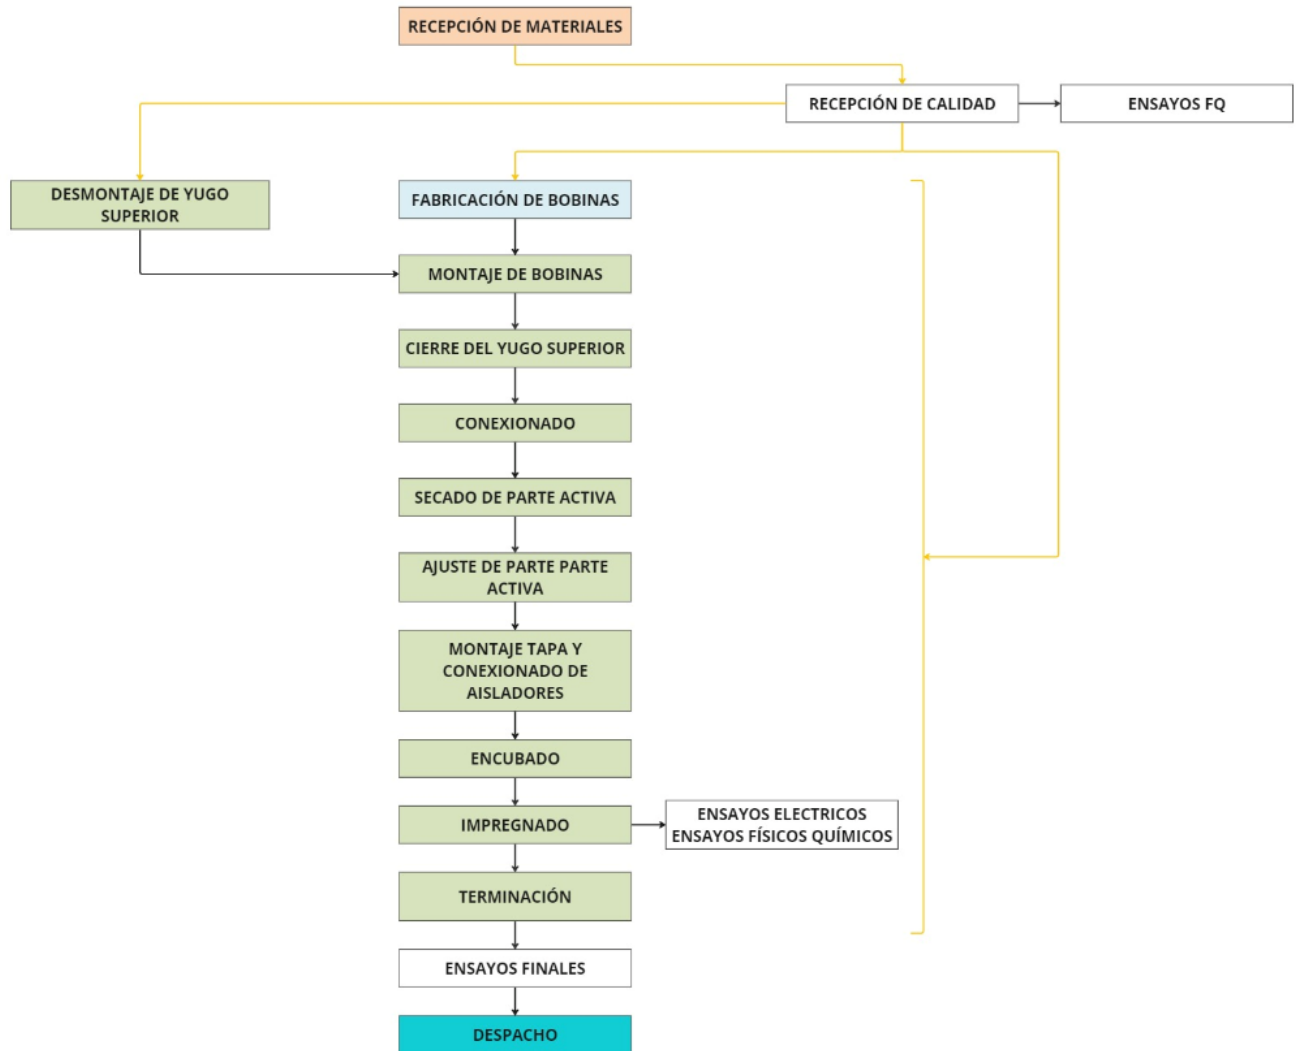 RECEPCIÓN DE MATERIALES
RECEPCIÓN DE CALIDAD
ENSAYOS FQ
DESMONTAJE DE YUGO
SUPERIOR
FABRICACIÓN DE BOBINAS
MONTAJE DE BOBINAS
CIERRE DEL YUGO SUPERIOR
CONEXIONADO
SECADO DE PARTE ACTIVA
AJUSTE DE PARTE PARTE
ACTIVA
MONTAJE TAPA Y
CONEXIONADO DE
AISLADORES
ENCUBADO
IMPREGNADO
ENSAYOS ELECTRICOS
ENSAYOS FÍSICOS QUÍMICOS
TERMINACIÓN
ENSAYOS FINALES
DESPACHO